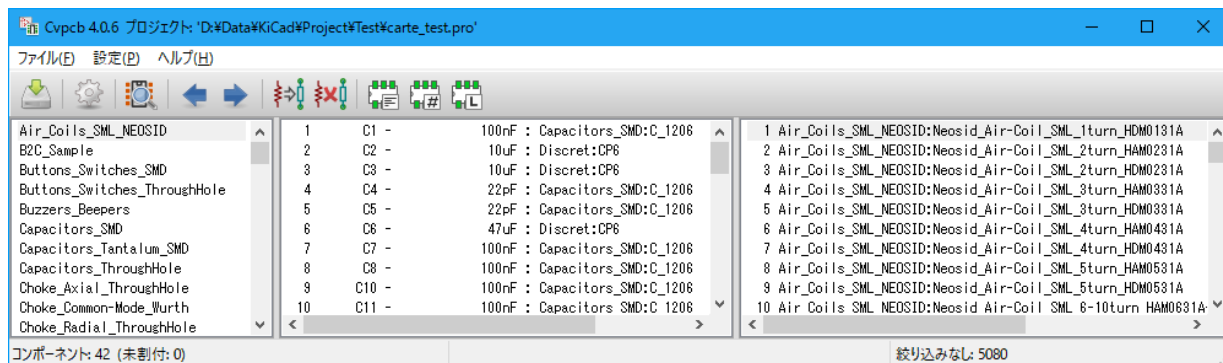 Cvpcb 4.0.6 プロジェクト: 'D:¥Data¥KiCad¥Project¥Test¥carte_test.pro'
ファイル(F) 設定(P) ヘルプ(H)
Air_Coils_SML_NEOSID
B2C_Sample
Buttons_Switches_SMD
Buttons_Switches_ThroughHole
Buzzers_Beepers
Capacitors_SMD
Capacitors_Tantalum_SMD
Capacitors_ThroughHole
Choke_Axial_ThroughHole
Choke_Common-Mode_Wurth
Choke_Radial_ThroughHole
1 C1 - 100nF : Capacitors_SMD:C_1206
2 C2 - 10uF : Discret:CP6
3 C3 - 10uF : Discret:CP6
4 C4 - 22pF : Capacitors_SMD:C_1206
5 C5 - 22pF : Capacitors_SMD:C_1206
6 C6 - 47uF : Discret:CP6
7 C7 - 100nF : Capacitors_SMD:C_1206
8 C8 - 100nF : Capacitors_SMD:C_1206
9 C10 - 100nF : Capacitors_SMD:C_1206
10 C11 - 100nF : Capacitors_SMD:C_1206
1 Air_Coils_SML_NEOSID:Neosid_Air-Coil_SML_1turn_HDM0131A
2 Air_Coils_SML_NEOSID:Neosid_Air-Coil_SML_2turn_HAM0231A
3 Air_Coils_SML_NEOSID:Neosid_Air-Coil_SML_2turn_HDM0231A
4 Air_Coils_SML_NEOSID:Neosid_Air-Coil_SML_3turn_HAM0331A
5 Air_Coils_SML_NEOSID:Neosid_Air-Coil_SML_3turn_HDM0331A
6 Air_Coils_SML_NEOSID:Neosid_Air-Coil_SML_4turn_HAM0431A
7 Air_Coils_SML_NEOSID:Neosid_Air-Coil_SML_4turn_HDM0431A
8 Air_Coils_SML_NEOSID:Neosid_Air-Coil_SML_5turn_HAM0531A
9 Air_Coils_SML_NEOSID:Neosid_Air-Coil_SML_5turn_HDM0531A
10 Air_Coils_SML_NEOSID:Neosid_Air-Coil_SML_6-10turn_HAM0631A-
コンポーネント: 42 (未割付: 0)
絞り込みなし: 5080